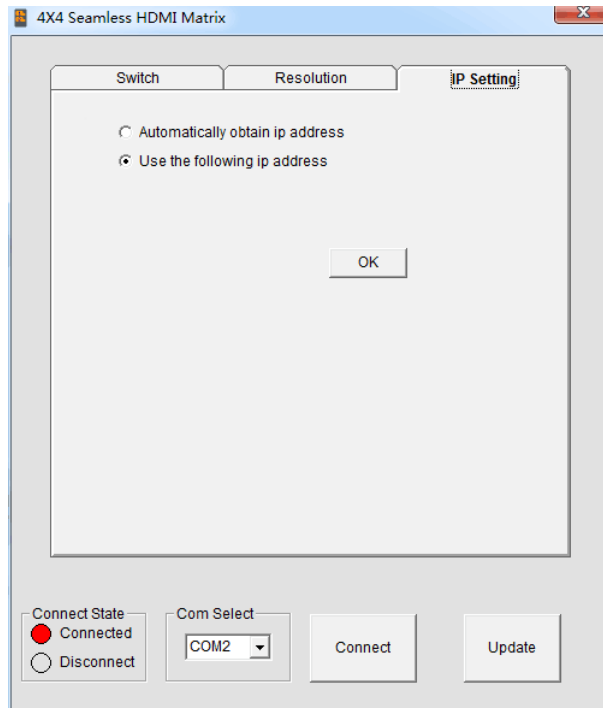 4X4 Seamless HDMI Matrix
Switch Resolution IP Setting
Automatically obtain ip address
Use the following ip address
OK
Connect State Com Select
Connected
COM2 Connect Update
Disconnect